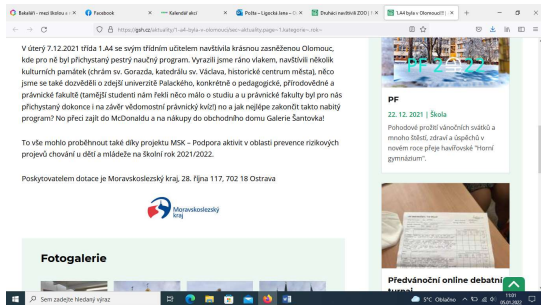 Bakaláři - mezi školou a
Facebook
Kalendář akcí
Pošta – Ligocká Jana – O
Druháci navštívili ZOO |
1.A4 byla v Olomouci!!! |
https://gsh.cz/aktuality/1-a4-byla-v-olomouci/
V úterý 7.12.2021 třída 1.A4 se svým třídním učitelem navštívila krásnou zasněženou Olomouc,
kde pro ně byl přichystaný pestrý naučný program. Vyrazili jsme ráno vlakem, navštívili několik
kulturních památek (chrám sv. Gorazda, katedrálu sv. Václava, historické centrum města), něco
jsme se také dozvěděli o zdejší univerzitě Palackého, konkrétně o pedagogické, přírodovědné a
právnické fakultě (tamější studenti nám řekli něco málo o studiu a u právnické fakulty byl pro nás
přichystaný dokonce i na závěr vědomostní právnický kvíz!) no a jak nejlépe zakončit takto nabitý
program? No přeci zajít do McDonaldu a na nákupy do obchodního domu Galerie Šantovka!
To vše mohlo proběhnout také díky projektu MSK – Podpora aktivit v oblasti prevence rizikových
projevů chování u dětí a mládeže na školní rok 2021/2022.
Poskytovatelem dotace je Moravskoslezský kraj, 28. října 117, 702 18 Ostrava
Moravskoslezský
kraj
Fotogalerie
PF 2022
PF
22. 12. 2021 | Škola
Pohodové prožití vánočních svátků a
mnoho štěstí, zdraví a úspěchů v
novém roce přeje havířovské "Horní
gymnázium".
Předvánoční online debatní
turnaj
Sem zadejte hledaný výraz
5°C Oblačno
11:01
05.01.2022